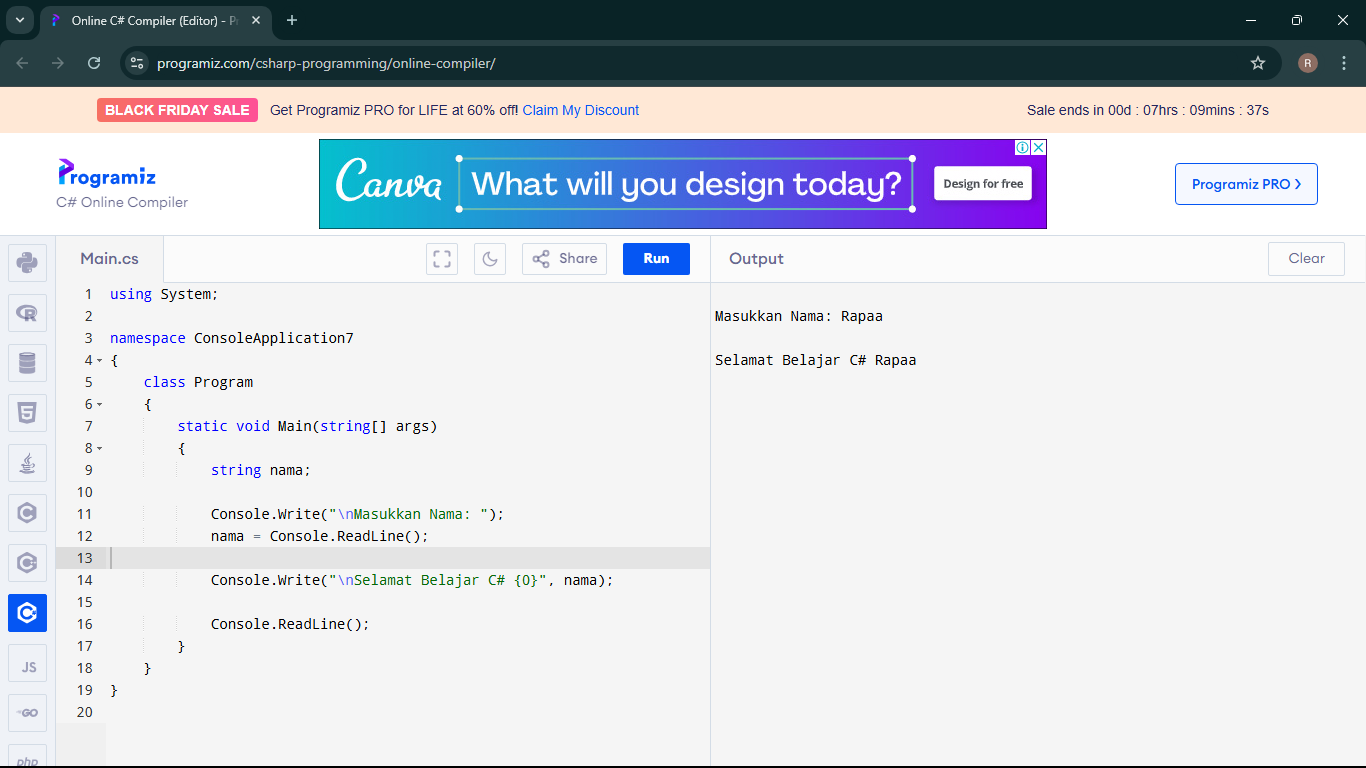 Online C# Compiler (Editor) - P
programiz.com/csharp-programming/online-compiler/
R
BLACK FRIDAY SALE Get Programiz PRO for LIFE at 60% off! Claim My Discount Sale ends in 00d : 07hrs : 09mins : 37s
Programiz
C# Online Compiler
Canva What will you design today? Design for free
Programiz PRO >
Main.cs Share Run Output Clear
1 using System;
2
3 namespace ConsoleApplication7
4 {
5 class Program
6 {
7 static void Main(string[] args)
8 {
9 string nama;
10
11 Console.Write("\nMasukkan Nama: ");
12 nama = Console.ReadLine();
13
14 Console.Write("\nSelamat Belajar C# {0}", nama);
15
16 Console.ReadLine();
17 }
18 }
19 }
20
Masukkan Nama: Rapaa
Selamat Belajar C# Rapaa
R
5
C
C
C
JS
GO
php